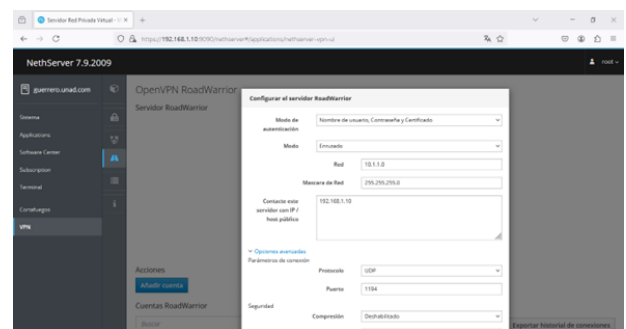 Servidor Red Privada Virtual - V
https://192.168.1.10:9090/nethserver#/applications/nethserver-vpn-ui
NethServer 7.9.2009
root
guerrero.unad.com
OpenVPN RoadWarrior
Servidor RoadWarrior
Configurar el servidor RoadWarrior
Sistema
Applications
Software Center
Subscription
Terminal
Cortafuegos
VPN
Modo de autenticación
Nombre de usuario, Contraseña y Certificado
Modo
Enrutado
Red
10.1.1.0
Mascara de Red
255.255.255.0
Contacte este servidor con IP / host público
192.168.1.10
Opciones avanzadas
Parámetros de conexión
Protocolo
UDP
Puerto
1194
Seguridad
Compresión
Deshabilitado
Acciones
Añadir cuenta
Cuentas RoadWarrior
Buscar
Exportar historial de conexiones